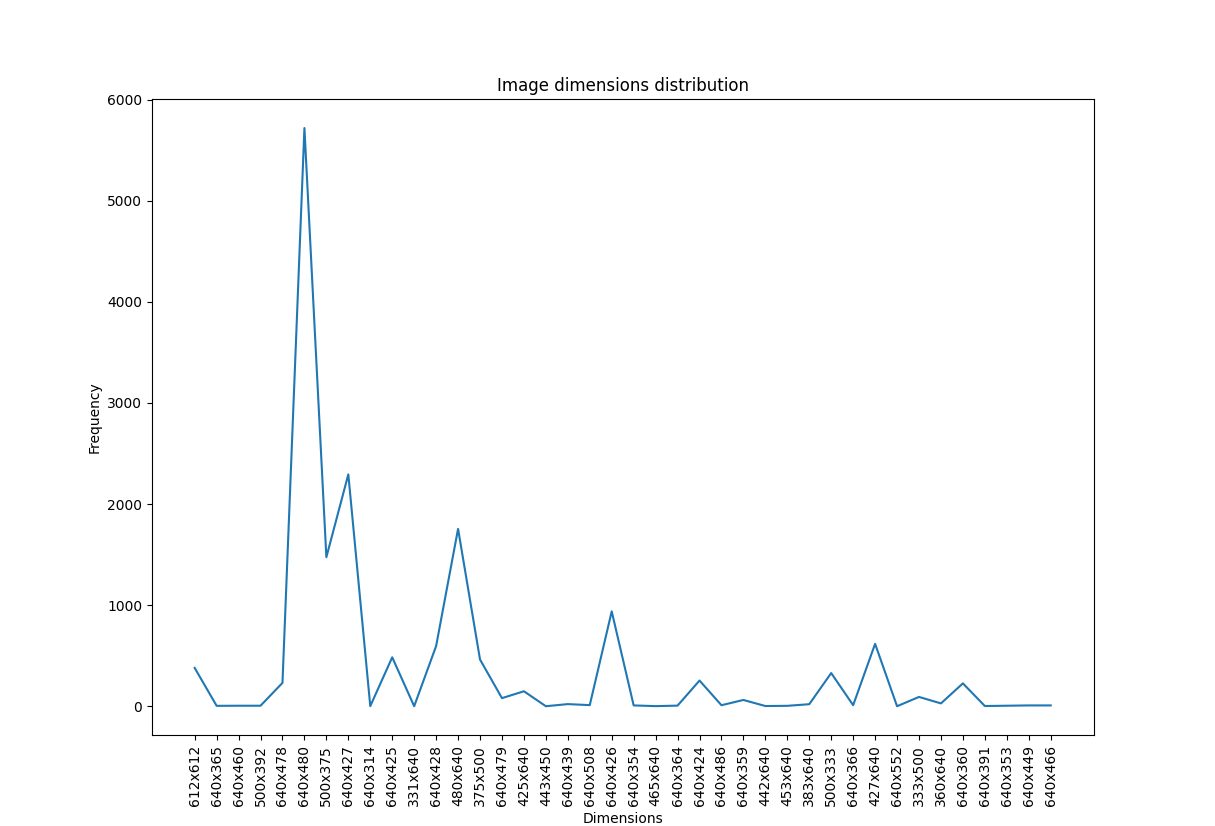 Image dimensions distribution
6000
5000
4000
3000
2000
1000
0
Frequency
612x612
640x365
640x460
500x392
640x478
640x480
500x375
640x427
640x314
640x425
331x640
640x428
480x640
375x500
640x479
425x640
443x450
640x439
640x508
640x426
640x354
465x640
640x364
640x424
640x486
640x359
442x640
453x640
383x640
500x333
640x366
427x640
640x552
333x500
360x640
640x360
640x391
640x353
640x449
640x466
Dimensions